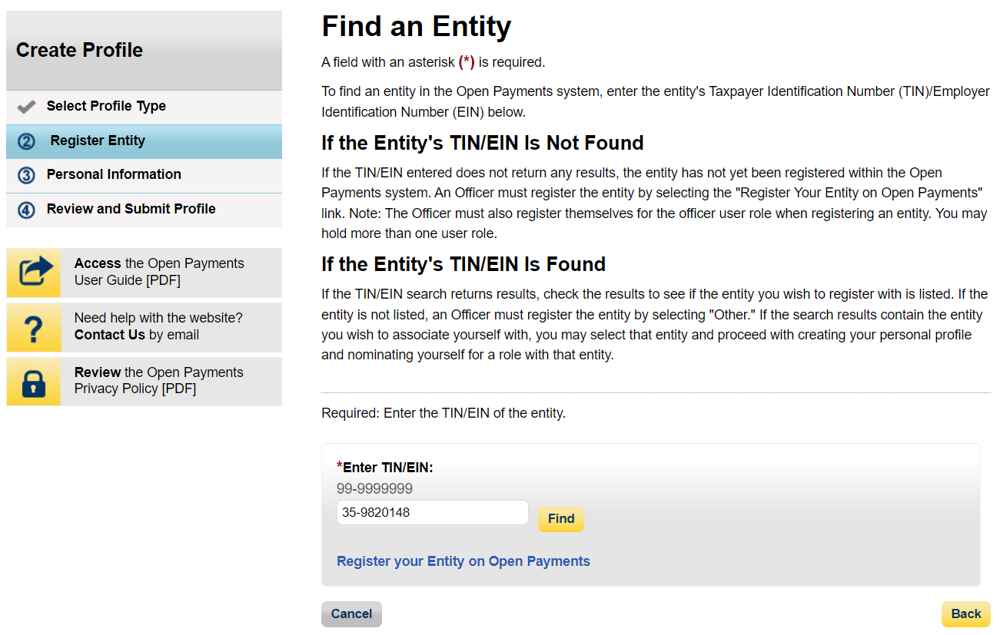 Create Profile
Select Profile Type
2 Register Entity
3 Personal Information
4 Review and Submit Profile
Access the Open Payments
User Guide [PDF]
? Need help with the website?
Contact Us by email
Review the Open Payments
Privacy Policy [PDF]
Find an Entity
A field with an asterisk (*) is required.
To find an entity in the Open Payments system, enter the entity's Taxpayer Identification Number (TIN)/Employer
Identification Number (EIN) below.
If the Entity's TIN/EIN Is Not Found
If the TIN/EIN entered does not return any results, the entity has not yet been registered within the Open
Payments system. An Officer must register the entity by selecting the "Register Your Entity on Open Payments"
link. Note: The Officer must also register themselves for the officer user role when registering an entity. You may
hold more than one user role.
If the Entity's TIN/EIN Is Found
If the TIN/EIN search returns results, check the results to see if the entity you wish to register with is listed. If the
entity is not listed, an Officer must register the entity by selecting "Other." If the search results contain the entity
you wish to associate yourself with, you may select that entity and proceed with creating your personal profile
and nominating yourself for a role with that entity.
Required: Enter the TIN/EIN of the entity.
*Enter TIN/EIN:
99-9999999
35-9820148 Find
Register your Entity on Open Payments
Cancel Back